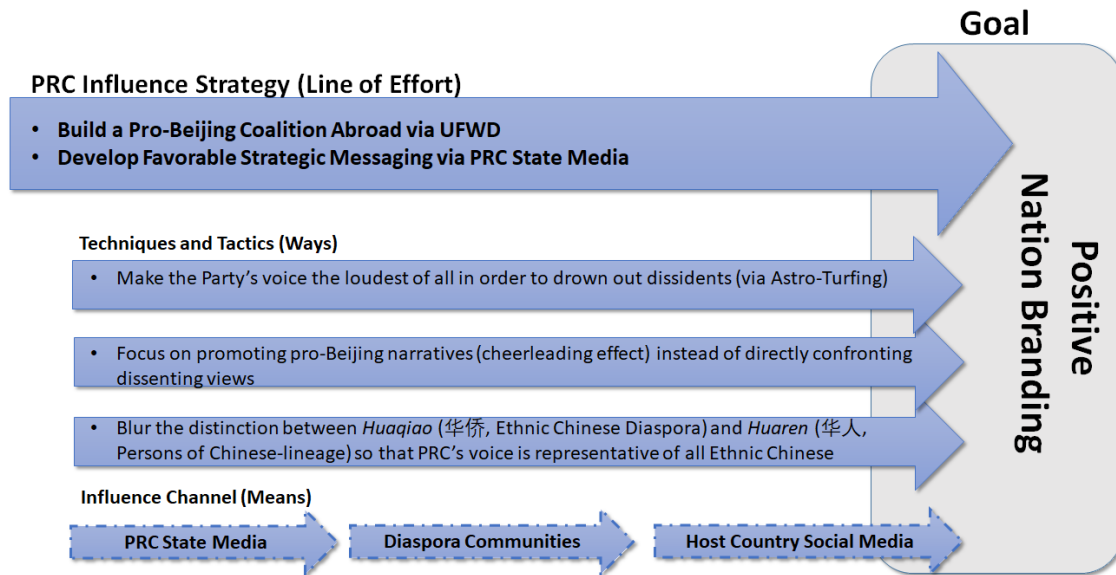 Goal
PRC Influence Strategy (Line of Effort)
• Build a Pro-Beijing Coalition Abroad via UFWD
• Develop Favorable Strategic Messaging via PRC State Media
Techniques and Tactics (Ways)
• Make the Party's voice the loudest of all in order to drown out dissidents (via Astro-Turfing)
• Focus on promoting pro-Beijing narratives (cheerleading effect) instead of directly confronting
dissenting views
• Blur the distinction between Huaqiao (华侨, Ethnic Chinese Diaspora) and Huaren (华人,
Persons of Chinese-lineage) so that PRC's voice is representative of all Ethnic Chinese
Influence Channel (Means)
PRC State Media
Diaspora Communities
Host Country Social Media
Positive
Nation Branding